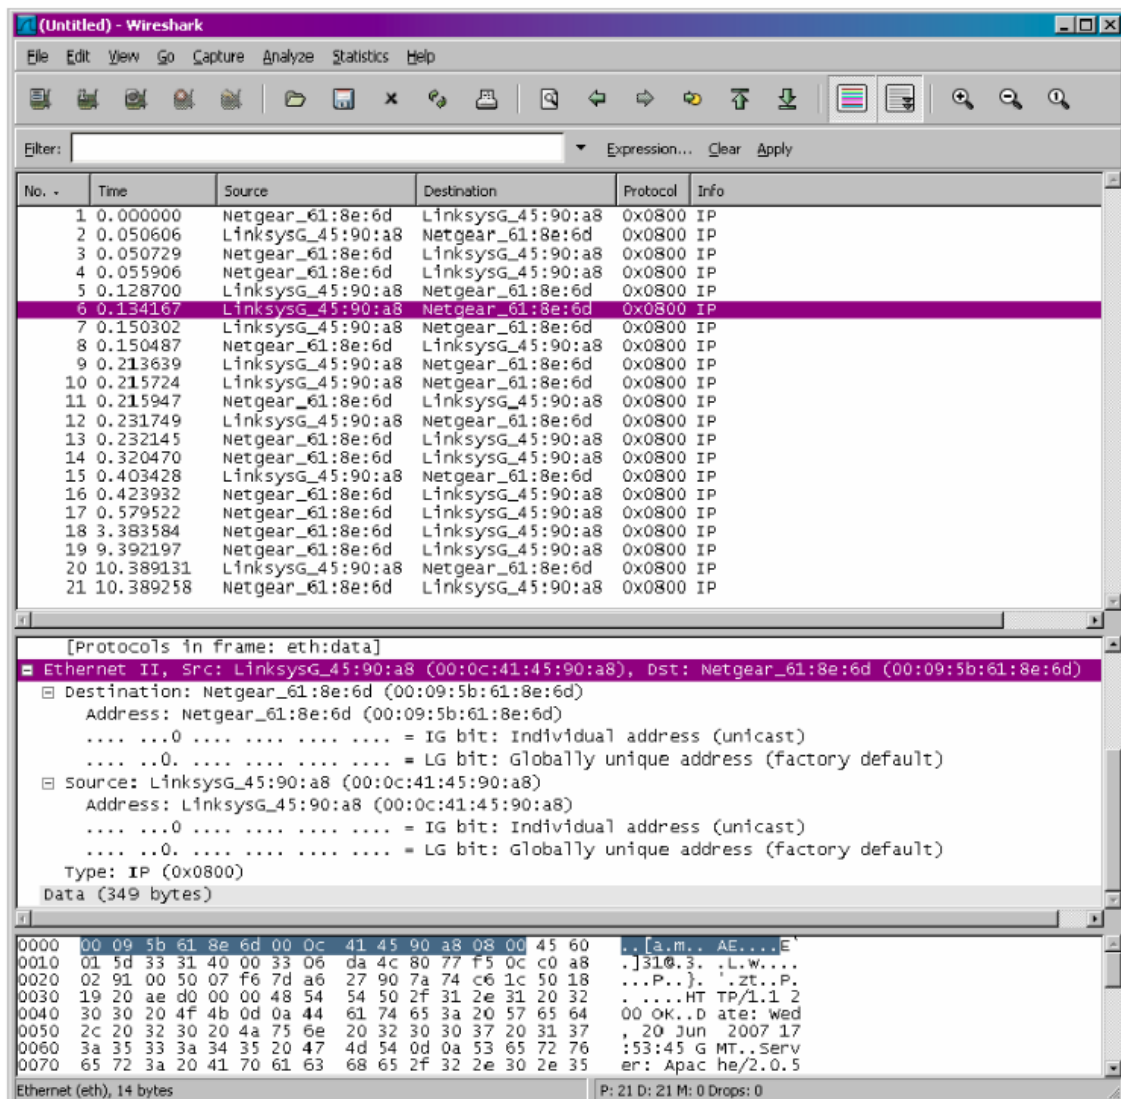 (Untitled) - Wireshark
File Edit View Go Capture Analyze Statistics Help
Filter: Expression... Clear Apply
No. - Time Source Destination Protocol Info
1 0.000000 Netgear_61:8e:6d LinksysG_45:90:a8 0x0800 IP
2 0.050606 LinksysG_45:90:a8 Netgear_61:8e:6d 0x0800 IP
3 0.050729 Netgear_61:8e:6d LinksysG_45:90:a8 0x0800 IP
4 0.055906 Netgear_61:8e:6d LinksysG_45:90:a8 0x0800 IP
5 0.128700 LinksysG_45:90:a8 Netgear_61:8e:6d 0x0800 IP
6 0.134167 LinksysG_45:90:a8 Netgear_61:8e:6d 0x0800 IP
7 0.150302 LinksysG_45:90:a8 Netgear_61:8e:6d 0x0800 IP
8 0.150487 Netgear_61:8e:6d LinksysG_45:90:a8 0x0800 IP
9 0.213639 LinksysG_45:90:a8 Netgear_61:8e:6d 0x0800 IP
10 0.215724 LinksysG_45:90:a8 Netgear_61:8e:6d 0x0800 IP
11 0.215947 Netgear_61:8e:6d LinksysG_45:90:a8 0x0800 IP
12 0.231749 LinksysG_45:90:a8 Netgear_61:8e:6d 0x0800 IP
13 0.232145 Netgear_61:8e:6d LinksysG_45:90:a8 0x0800 IP
14 0.320470 Netgear_61:8e:6d LinksysG_45:90:a8 0x0800 IP
15 0.403428 LinksysG_45:90:a8 Netgear_61:8e:6d 0x0800 IP
16 0.423932 Netgear_61:8e:6d LinksysG_45:90:a8 0x0800 IP
17 0.579522 Netgear_61:8e:6d LinksysG_45:90:a8 0x0800 IP
18 3.383584 Netgear_61:8e:6d LinksysG_45:90:a8 0x0800 IP
19 9.392197 Netgear_61:8e:6d LinksysG_45:90:a8 0x0800 IP
20 10.389131 LinksysG_45:90:a8 Netgear_61:8e:6d 0x0800 IP
21 10.389258 Netgear_61:8e:6d LinksysG_45:90:a8 0x0800 IP
[Protocols in frame: eth:data]
Ethernet II, Src: LinksysG_45:90:a8 (00:0c:41:45:90:a8), Dst: Netgear_61:8e:6d (00:09:5b:61:8e:6d)
Destination: Netgear_61:8e:6d (00:09:5b:61:8e:6d)
Address: Netgear_61:8e:6d (00:09:5b:61:8e:6d)
.... ...0 .... .... .... .... = IG bit: Individual address (unicast)
.... ..0. .... .... .... .... = LG bit: Globally unique address (factory default)
Source: LinksysG_45:90:a8 (00:0c:41:45:90:a8)
Address: LinksysG_45:90:a8 (00:0c:41:45:90:a8)
.... ...0 .... .... .... .... = IG bit: Individual address (unicast)
.... ..0. .... .... .... .... = LG bit: Globally unique address (factory default)
Type: IP (0x0800)
Data (349 bytes)
0000 00 09 5b 61 8e 6d 00 0c 41 45 90 a8 08 00 45 60 ..[a.m.. AE....E`
0010 01 5d 33 31 40 00 33 06 da 4c 80 77 f5 0c c0 a8 .]31@.3. .L.w....
0020 02 91 00 50 07 f6 7d a6 27 90 7a 74 c6 1c 50 18 ...P..}. '.zt..P.
0030 19 20 ae d0 00 00 48 54 54 50 2f 31 2e 31 20 32 . ....HT TP/1.1 2
0040 30 30 20 4f 4b 0d 0a 44 61 74 65 3a 20 57 65 64 00 OK..D ate: Wed
0050 2c 20 32 30 20 4a 75 6e 20 32 30 30 37 20 31 37 , 20 Jun 2007 17
0060 3a 35 33 3a 34 35 20 47 4d 54 0d 0a 53 65 72 76 :53:45 G MT..Serv
0070 65 72 3a 20 41 70 61 63 68 65 2f 32 2e 30 2e 35 er: Apac he/2.0.5
Ethernet (eth), 14 bytes P: 21 D: 21 M: 0 Drops: 0